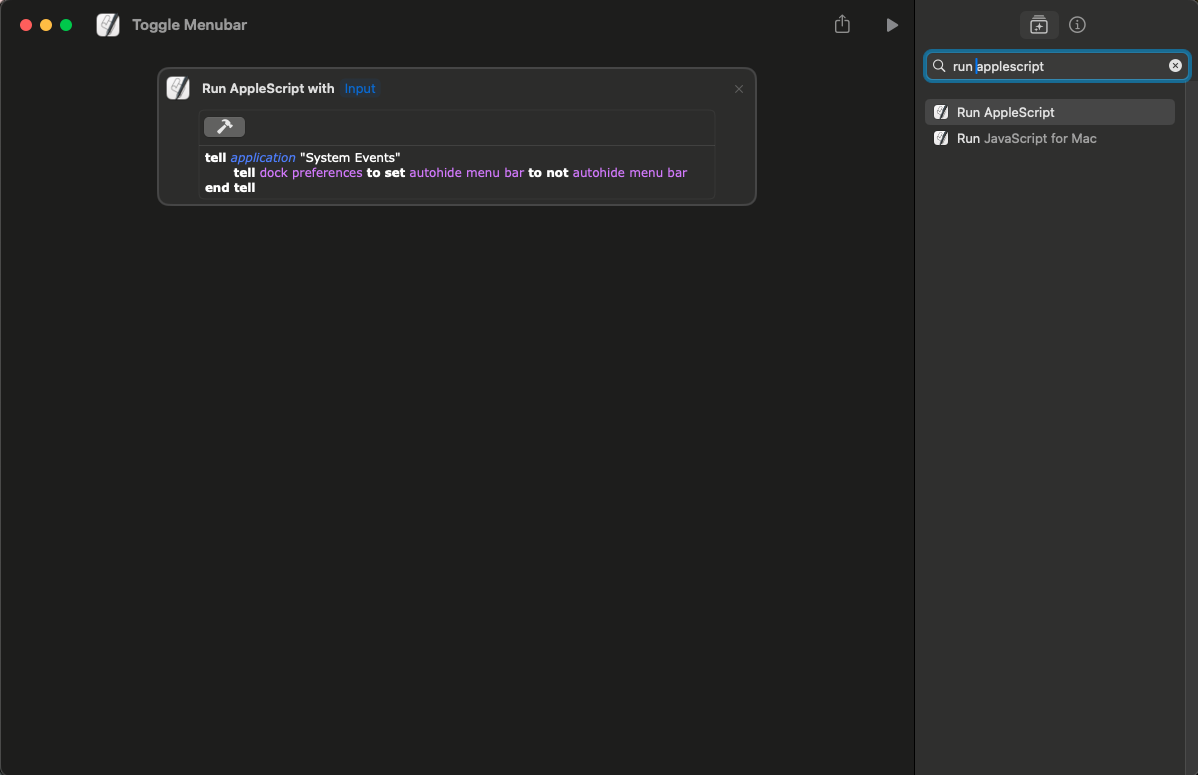 Toggle Menubar
run applescript
Run AppleScript with Input
tell application "System Events"
tell dock preferences to set autohide menu bar to not autohide menu bar
end tell
Run AppleScript
Run JavaScript for Mac